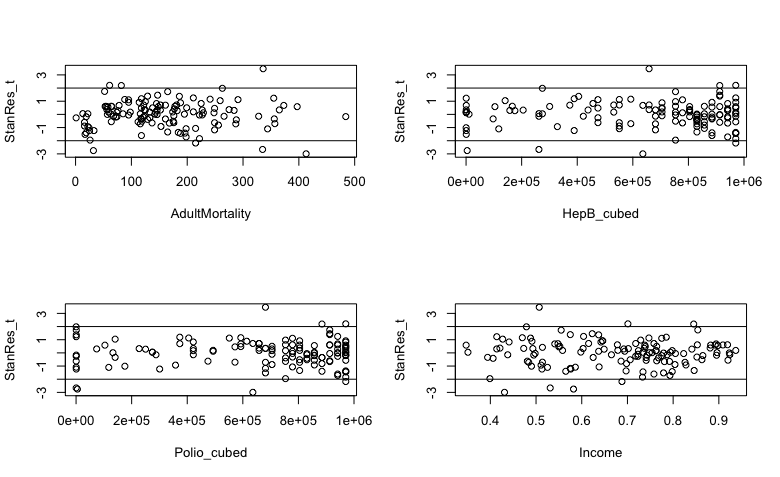 StanRes_t
3
1
-1
-3
0 100 200 300 400 500
AdultMortality
StanRes_t
3
1
-1
-3
0e+00 2e+05 4e+05 6e+05 8e+05 1e+06
HepB_cubed
StanRes_t
3
1
-1
-3
0e+00 2e+05 4e+05 6e+05 8e+05 1e+06
Polio_cubed
StanRes_t
3
1
-1
-3
0.4 0.5 0.6 0.7 0.8 0.9
Income